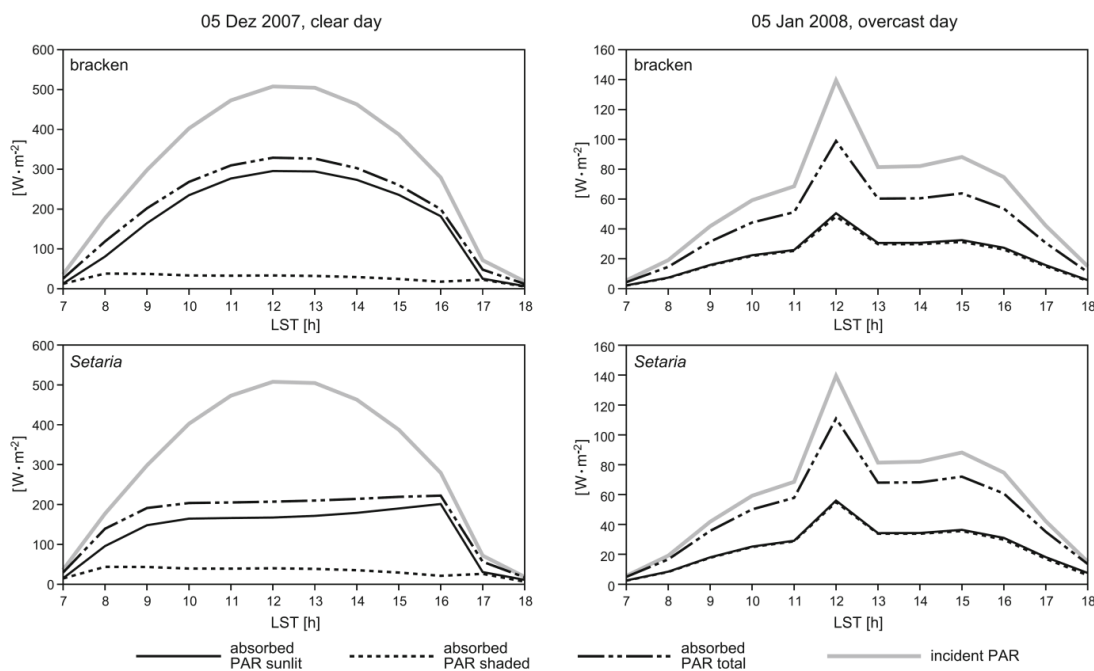 05 Dez 2007, clear day
05 Jan 2008, overcast day
bracken
600
500
400
300
200
100
0
[W·m-2]
7 8 9 10 11 12 13 14 15 16 17 18
LST [h]
bracken
160
140
120
100
80
60
40
20
0
[W·m-2]
7 8 9 10 11 12 13 14 15 16 17 18
LST [h]
Setaria
600
500
400
300
200
100
0
[W·m-2]
7 8 9 10 11 12 13 14 15 16 17 18
LST [h]
Setaria
160
140
120
100
80
60
40
20
0
[W·m-2]
7 8 9 10 11 12 13 14 15 16 17 18
LST [h]
absorbed
PAR sunlit
absorbed
PAR shaded
absorbed
PAR total
incident PAR